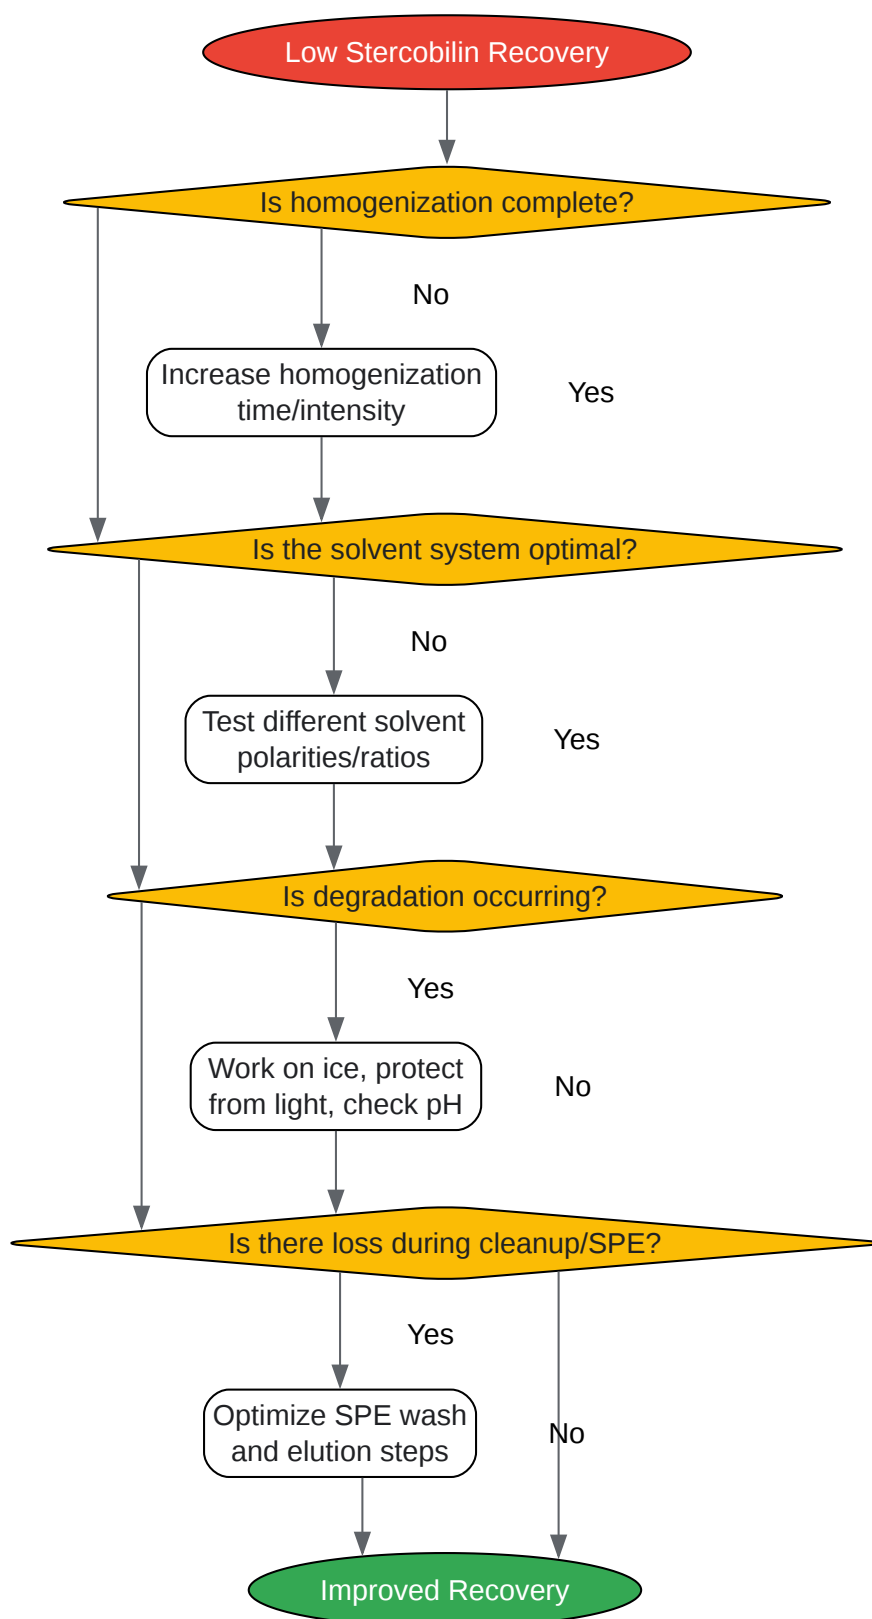 Low Stercobilin Recovery
Is homogenization complete?
No
Increase homogenization
time/intensity
Yes
Is the solvent system optimal?
No
Test different solvent
polarities/ratios
Yes
Is degradation occurring?
Yes
Work on ice, protect
from light, check pH
No
Is there loss during cleanup/SPE?
Yes
Optimize SPE wash
and elution steps
No
Improved Recovery